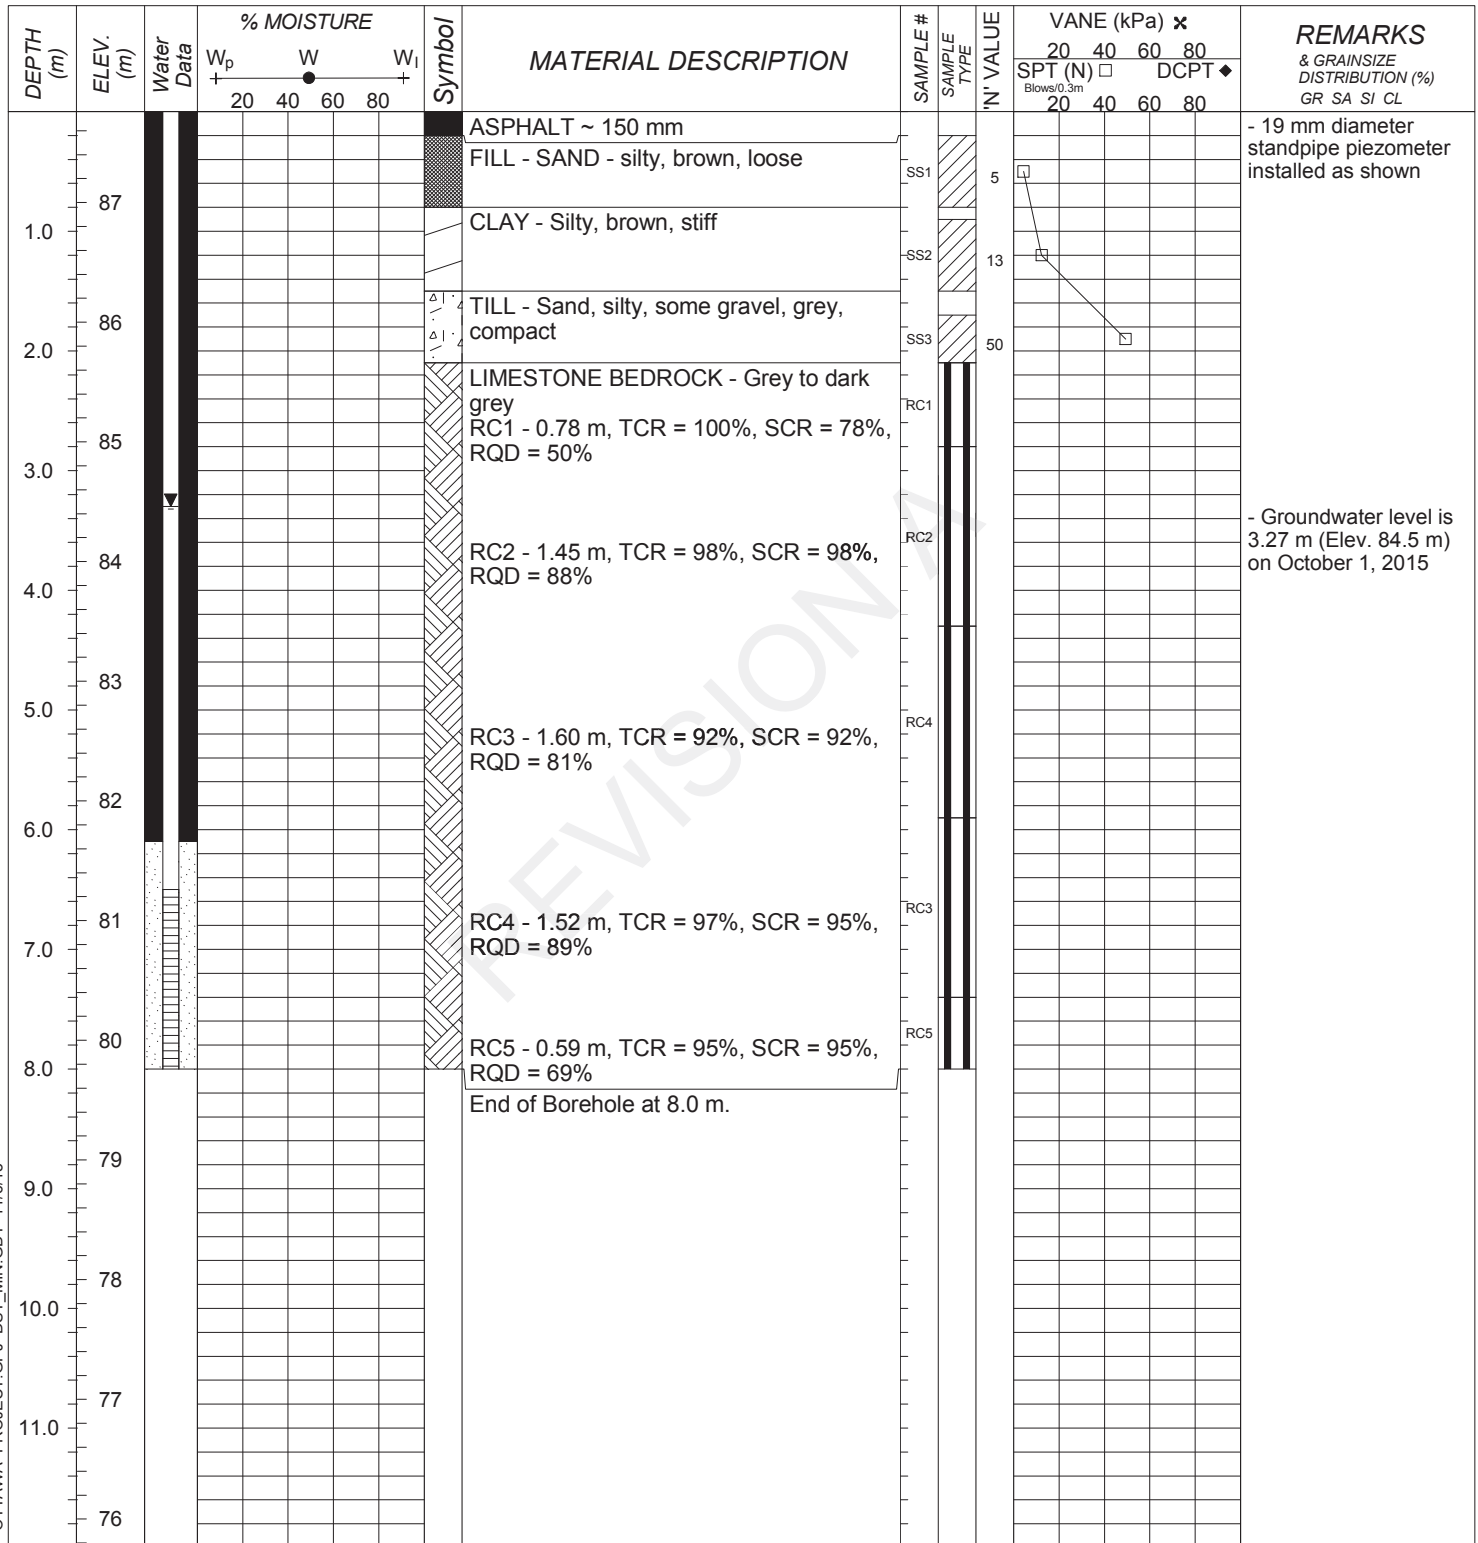 DEPTH (m)
ELEV. (m)
Water Data
% MOISTURE
Wp W Wl
20 40 60 80
Symbol
MATERIAL DESCRIPTION
SAMPLE #
SAMPLE TYPE
'N' VALUE
VANE (kPa)
20 40 60 80
SPT (N) □ DCPT ◆
Blows/0.3m
20 40 60 80
REMARKS
& GRAINSIZE
DISTRIBUTION (%)
GR SA SI CL
ASPHALT ~ 150 mm
FILL - SAND - silty, brown, loose
SS1
5
- 19 mm diameter
standpipe piezometer
installed as shown
87
1.0
CLAY - Silty, brown, stiff
SS2
13
86
TILL - Sand, silty, some gravel, grey,
compact
SS3
50
2.0
LIMESTONE BEDROCK - Grey to dark
grey
RC1
RC1 - 0.78 m, TCR = 100%, SCR = 78%,
RQD = 50%
85
3.0
- Groundwater level is
3.27 m (Elev. 84.5 m)
on October 1, 2015
RC2
RC2 - 1.45 m, TCR = 98%, SCR = 98%,
RQD = 88%
84
4.0
83
5.0
RC4
RC3 - 1.60 m, TCR = 92%, SCR = 92%,
RQD = 81%
82
6.0
RC3
81
RC4 - 1.52 m, TCR = 97%, SCR = 95%,
RQD = 89%
7.0
80
RC5
RC5 - 0.59 m, TCR = 95%, SCR = 95%,
RQD = 69%
8.0
End of Borehole at 8.0 m.
79
9.0
78
10.0
77
11.0
76
REVISION A